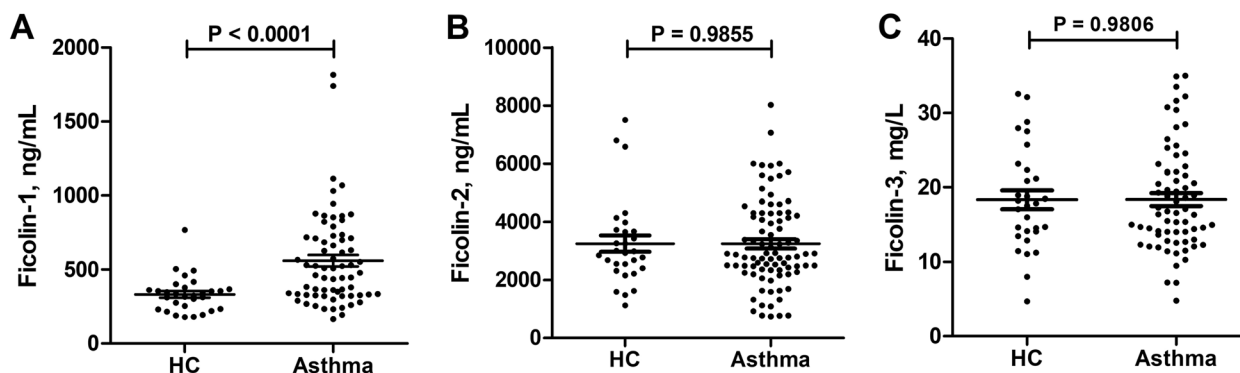 A
P < 0.0001
Ficolin-1, ng/mL
2000
1500
1000
500
0
HC Asthma
B
P = 0.9855
Ficolin-2, ng/mL
10000
8000
6000
4000
2000
0
HC Asthma
C
P = 0.9806
Ficolin-3, mg/L
40
30
20
10
0
HC Asthma